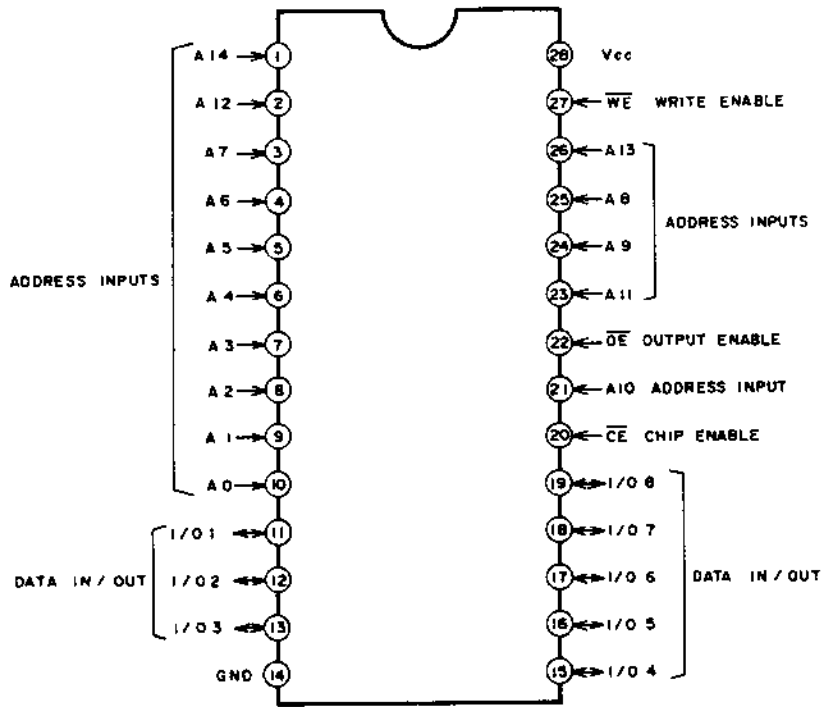 A14 1
A12 2
A7 3
A6 4
A5 5
ADDRESS INPUTS
A4 6
A3 7
A2 8
A1 9
A0 10
I/O1 11
DATA IN/OUT
I/O2 12
I/O3 13
GND 14
28 Vcc
27 WE WRITE ENABLE
26 A13
25 A8
ADDRESS INPUTS
24 A9
23 A11
22 OE OUTPUT ENABLE
21 A10 ADDRESS INPUT
20 CE CHIP ENABLE
19 I/O8
18 I/O7
17 I/O6
DATA IN/OUT
16 I/O5
15 I/O4